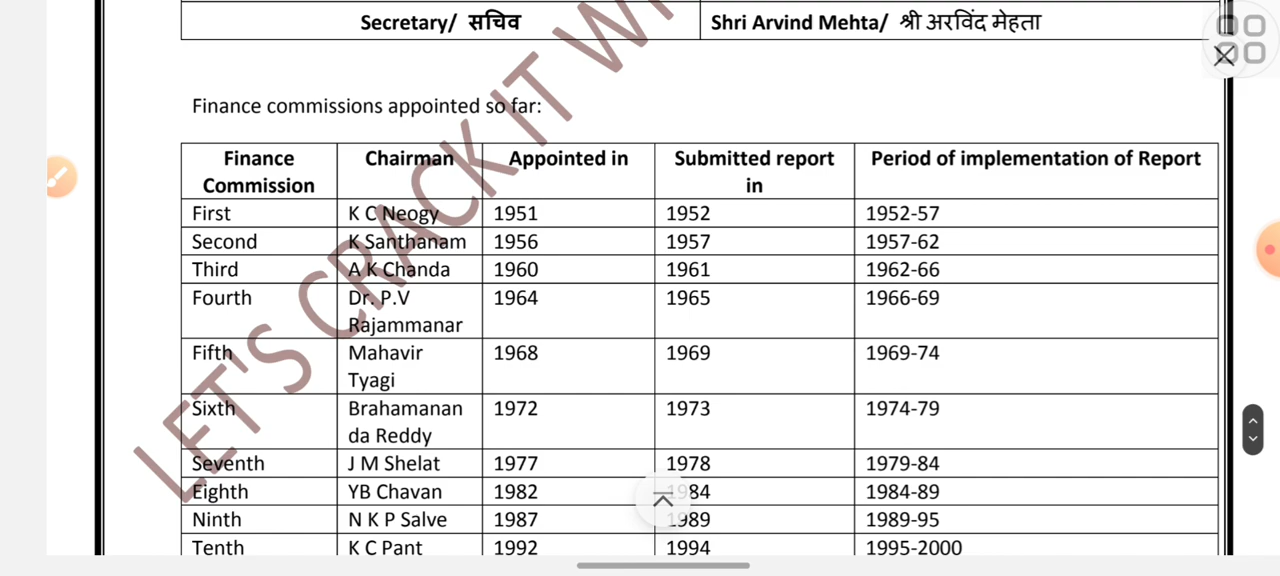 Secretary/ सचिव Shri Arvind Mehta/ श्री अरविंद मेहता
Finance commissions appointed so far:
Finance Commission Chairman Appointed in Submitted report in Period of implementation of Report
First K C Neogy 1951 1952 1952-57
Second K Santhanam 1956 1957 1957-62
Third A K Chanda 1960 1961 1962-66
Fourth Dr. P.V Rajammanar 1964 1965 1966-69
Fifth Mahavir Tyagi 1968 1969 1969-74
Sixth Brahamanan da Reddy 1972 1973 1974-79
Seventh J M Shelat 1977 1978 1979-84
Eighth YB Chavan 1982 1984 1984-89
Ninth N K P Salve 1987 1989 1989-95
Tenth K C Pant 1992 1994 1995-2000
LET'S CRACK IT